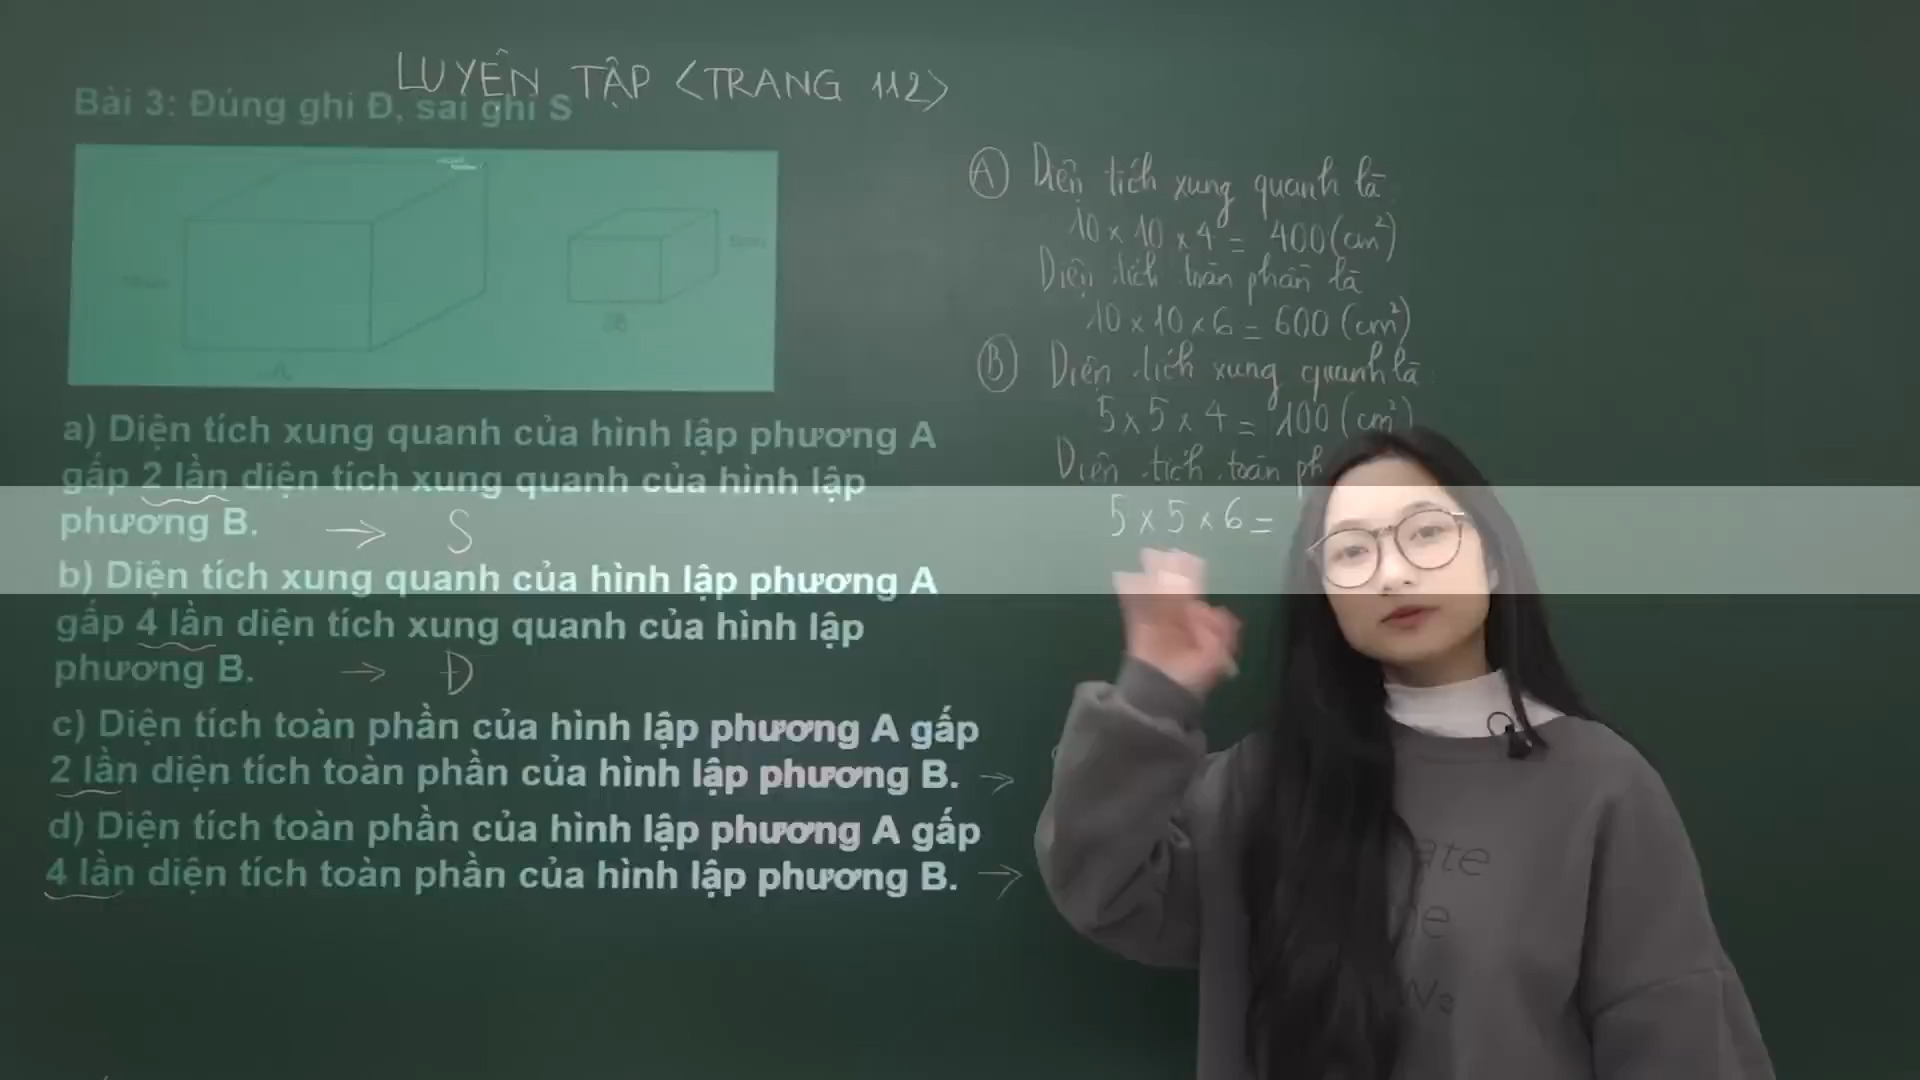 LUYỆN TẬP <TRANG 112>
Bài 3: Đúng ghi Đ, sai ghi S
A
B
a) Diện tích xung quanh của hình lập phương A
gấp 2 lần diện tích xung quanh của hình lập
phương B. → S
b) Diện tích xung quanh của hình lập phương A
gấp 4 lần diện tích xung quanh của hình lập
phương B. → Đ
c) Diện tích toàn phần của hình lập phương A gấp
2 lần diện tích toàn phần của hình lập phương B. →
d) Diện tích toàn phần của hình lập phương A gấp
4 lần diện tích toàn phần của hình lập phương B. →
A Diện tích xung quanh là:
10 x 10 x 4 = 400 (cm²)
Diện tích toàn phần là
10 x 10 x 6 = 600 (cm²)
B Diện tích xung quanh là:
5 x 5 x 4 = 100 (cm²)
Diện tích toàn ph
5 x 5 x 6 =